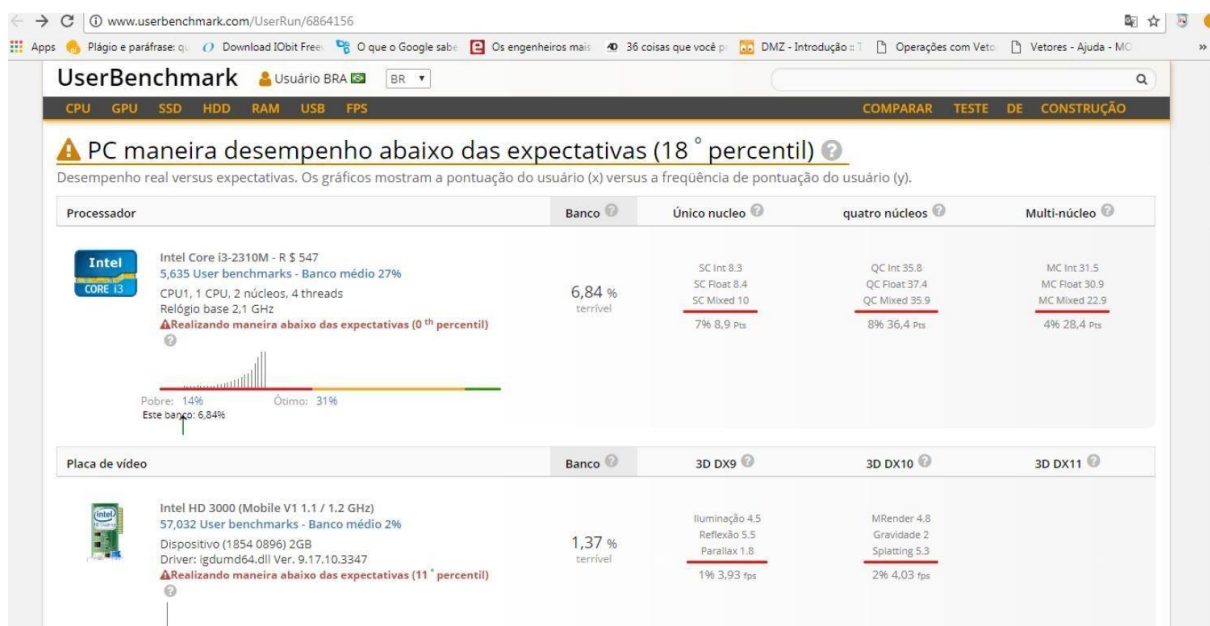 www.userbenchmark.com/UserRun/6864156
Apps Plágio e paráfrase: qu Download IObit Free O que o Google sabe Os engenheiros mais 36 coisas que você p DMZ - Introdução :: T Operações com Veto Vetores - Ajuda - MO »
UserBenchmark Usuário BRA BR
CPU GPU SSD HDD RAM USB FPS COMPARAR TESTE DE CONSTRUÇÃO
PC maneira desempenho abaixo das expectativas (18 ° percentil) ?
Desempenho real versus expectativas. Os gráficos mostram a pontuação do usuário (x) versus a freqüência de pontuação do usuário (y).
Processador Banco ? Único nucleo ? quatro núcleos ? Multi-núcleo ?
Intel CORE i3
Intel Core i3-2310M - R $ 547
5,635 User benchmarks - Banco médio 27%
CPU1, 1 CPU, 2 núcleos, 4 threads
Relógio base 2,1 GHz
Realizando maneira abaixo das expectativas (0 th percentil)
?
6,84 %
terrível
SC Int 8.3
SC Float 8.4
SC Mixed 10
7% 8,9 Pts
QC Int 35.8
QC Float 37.4
QC Mixed 35.9
8% 36,4 Pts
MC Int 31.5
MC Float 30.9
MC Mixed 22.9
4% 28,4 Pts
Pobre: 14% Ótimo: 31%
Este banco: 6,84%
Placa de vídeo Banco ? 3D DX9 ? 3D DX10 ? 3D DX11 ?
Intel HD 3000 (Mobile V1 1.1 / 1.2 GHz)
57,032 User benchmarks - Banco médio 2%
Dispositivo (1854 0896) 2GB
Driver: igdumd64.dll Ver. 9.17.10.3347
Realizando maneira abaixo das expectativas (11 ° percentil)
?
1,37 %
terrível
Iluminação 4.5
Reflexão 5.5
Parallax 1.8
1% 3,93 fps
MRender 4.8
Gravidade 2
Splatting 5.3
2% 4,03 fps